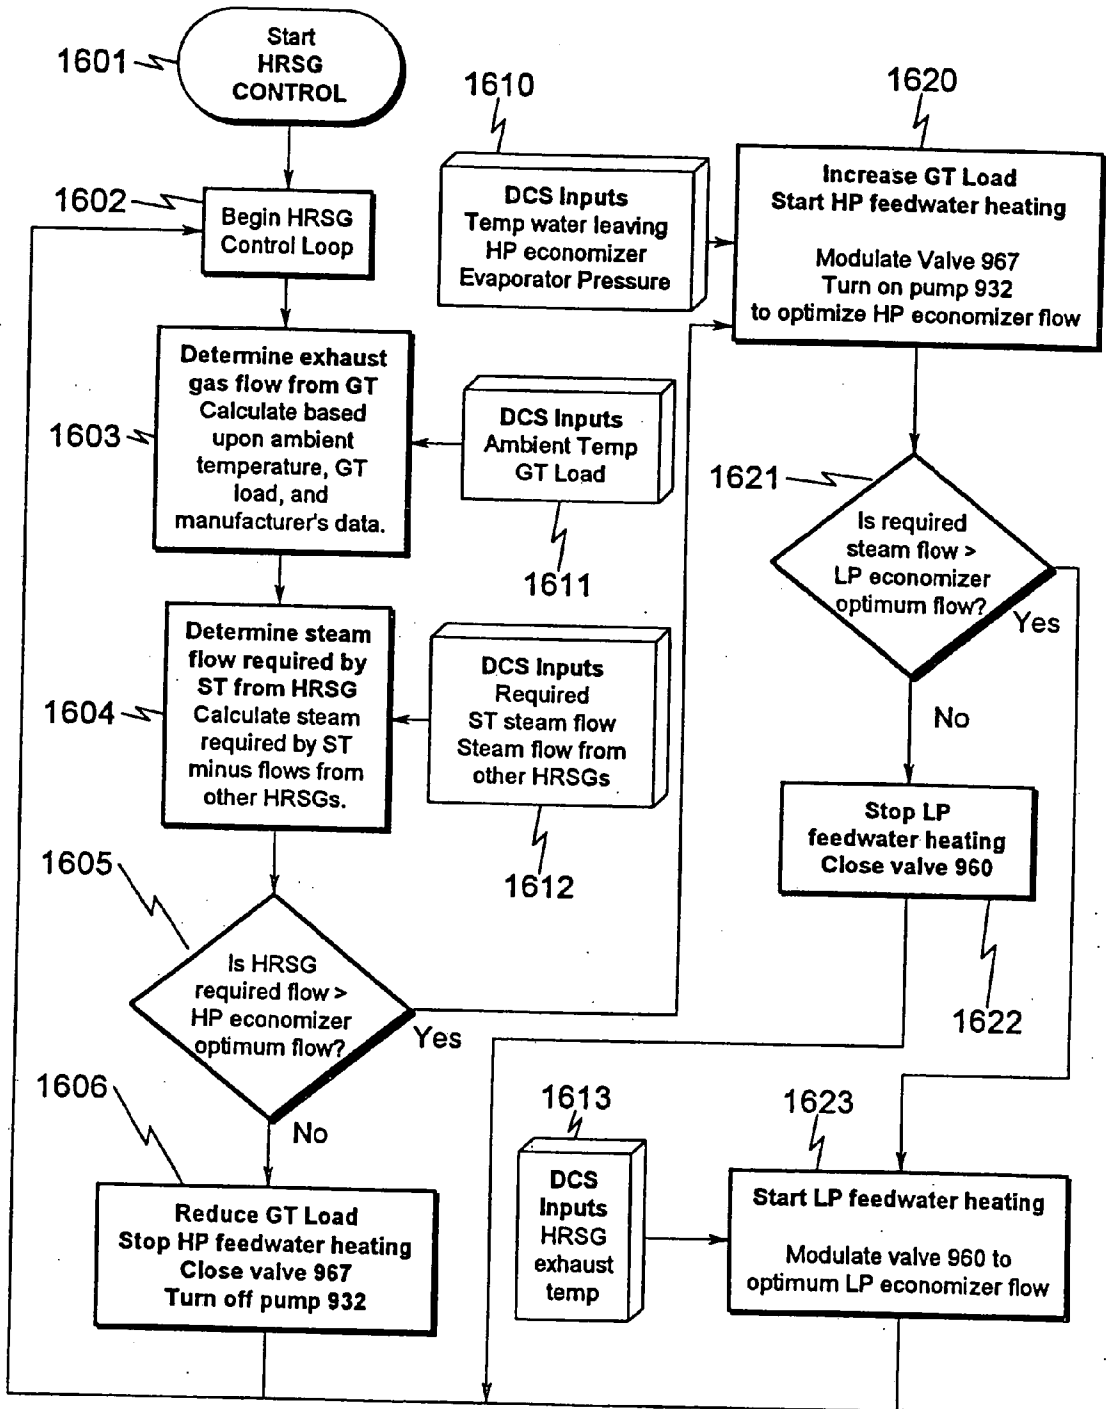 1601
Start
HRSG
CONTROL
1602
Begin HRSG
Control Loop
1603
Determine exhaust
gas flow from GT
Calculate based
upon ambient
temperature, GT
load, and
manufacturer's data.
DCS Inputs
Ambient Temp
GT Load
1611
1604
Determine steam
flow required by
ST from HRSG
Calculate steam
required by ST
minus flows from
other HRSGs.
DCS Inputs
Required
ST steam flow
Steam flow from
other HRSGs
1612
1605
Is HRSG
required flow >
HP economizer
optimum flow?
Yes
No
1606
Reduce GT Load
Stop HP feedwater heating
Close valve 967
Turn off pump 932
1610
DCS Inputs
Temp water leaving
HP economizer
Evaporator Pressure
1620
Increase GT Load
Start HP feedwater heating
Modulate Valve 967
Turn on pump 932
to optimize HP economizer flow
1621
Is required
steam flow >
LP economizer
optimum flow?
Yes
No
Stop LP
feedwater heating
Close valve 960
1622
1613
DCS
Inputs
HRSG
exhaust
temp
1623
Start LP feedwater heating
Modulate valve 960 to
optimum LP economizer flow